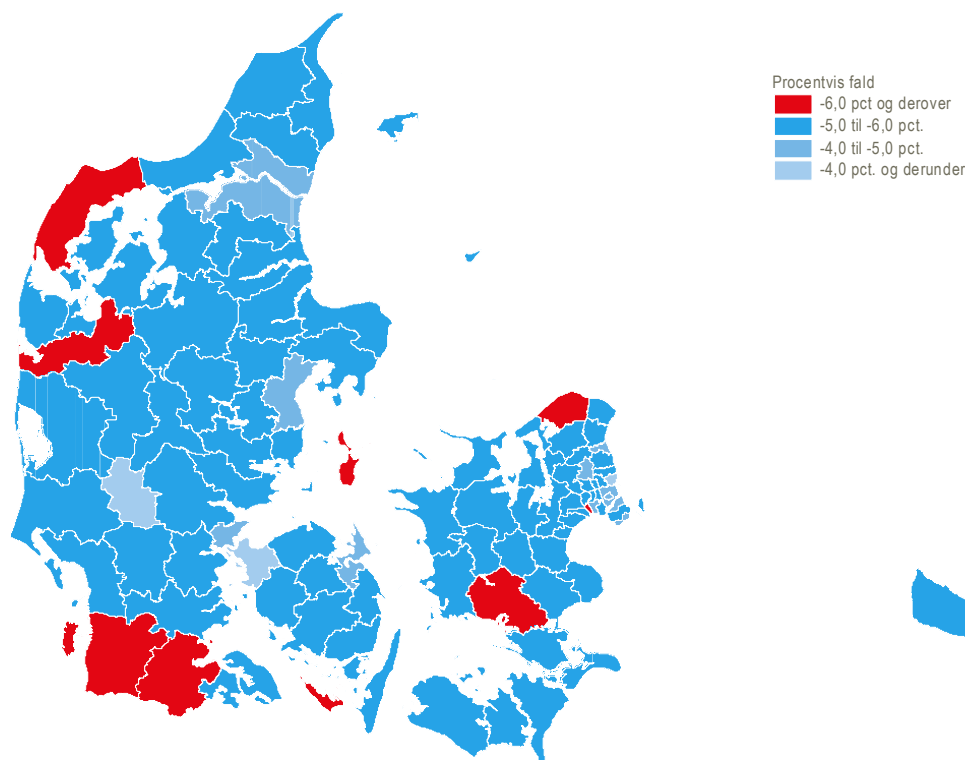 Procentvis fald
-6,0 pct og derover
-5,0 til -6,0 pct.
-4,0 til -5,0 pct.
-4,0 pct. og derunder